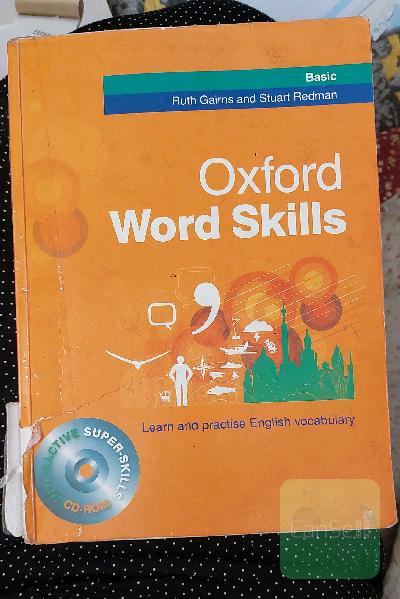 Basic
Ruth Gairns and Stuart Redman
Oxford
Word Skills
Learn and practise English vocabulary
INTERACTIVE SUPER-SKILLS
CD-ROM